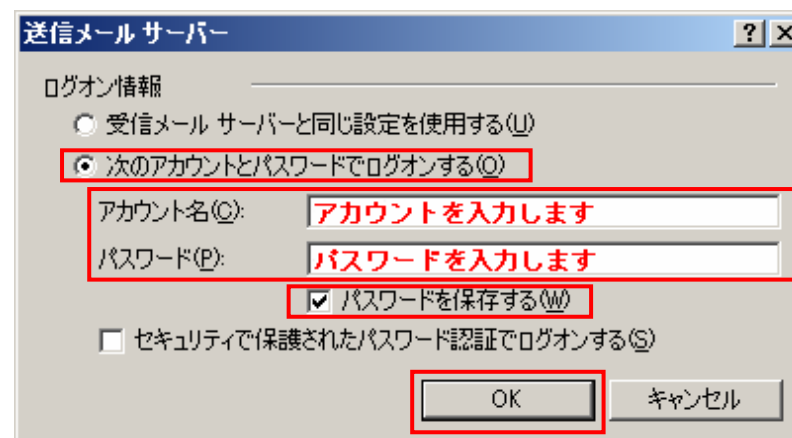 送信メール サーバー
ログオン情報
受信メール サーバーと同じ設定を使用する(U)
次のアカウントとパスワードでログオンする(O)
アカウント名(C): アカウントを入力します
パスワード(P): パスワードを入力します
パスワードを保存する(W)
セキュリティで保護されたパスワード認証でログオンする(S)
OK キャンセル